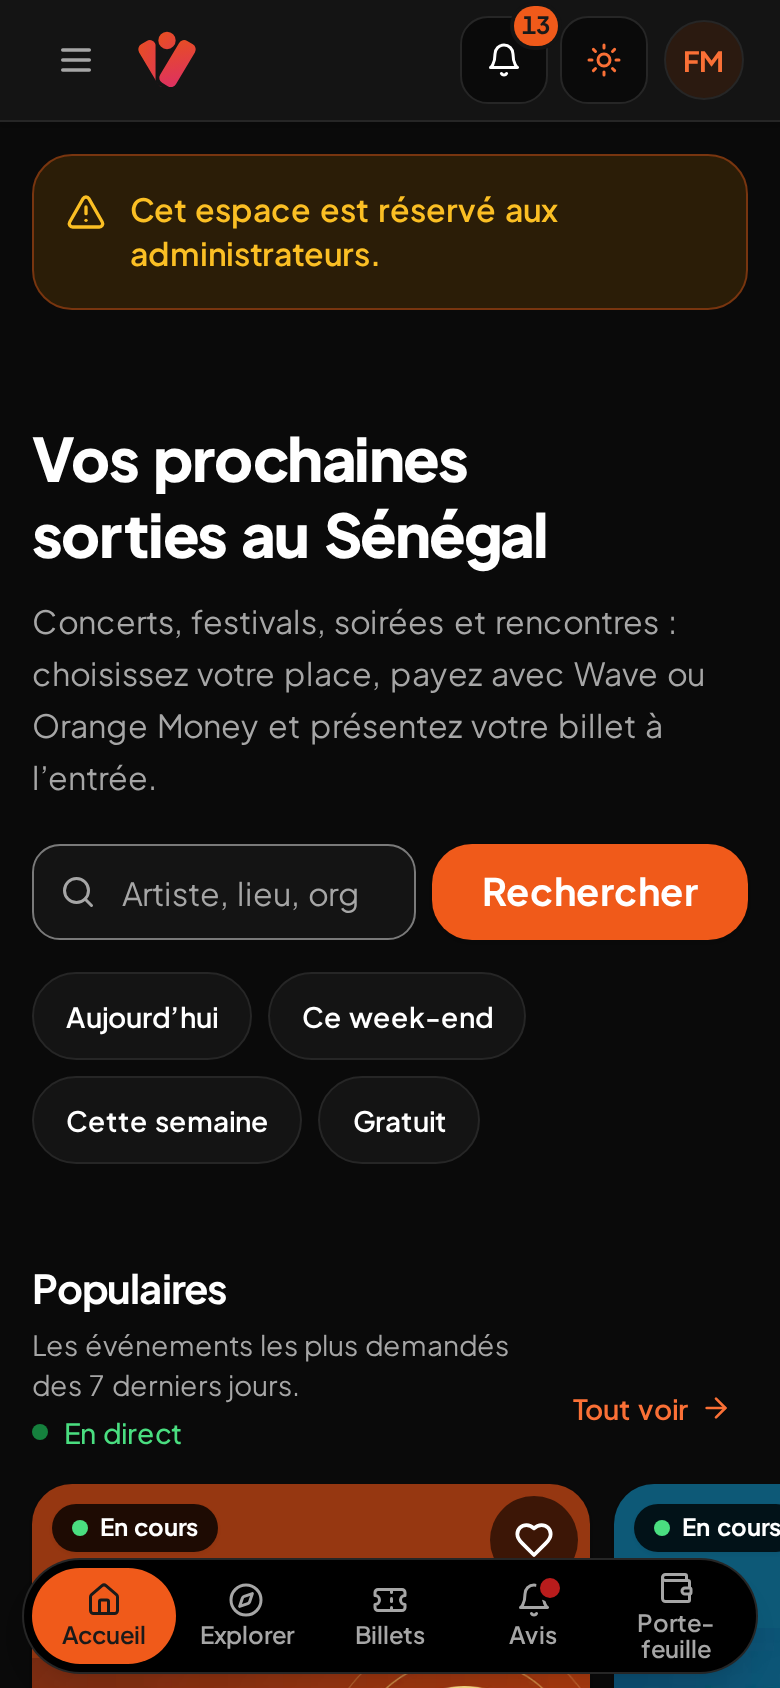 13
FM
Cet espace est réservé aux
administrateurs.
Vos prochaines
sorties au Sénégal
Concerts, festivals, soirées et rencontres :
choisissez votre place, payez avec Wave ou
Orange Money et présentez votre billet à
l’entrée.
Artiste, lieu, org
Rechercher
Aujourd’hui
Ce week-end
Cette semaine
Gratuit
Populaires
Les événements les plus demandés
des 7 derniers jours.
En direct
Tout voir
En cours
En cours
Accueil
Explorer
Billets
Avis
Porte-
feuille